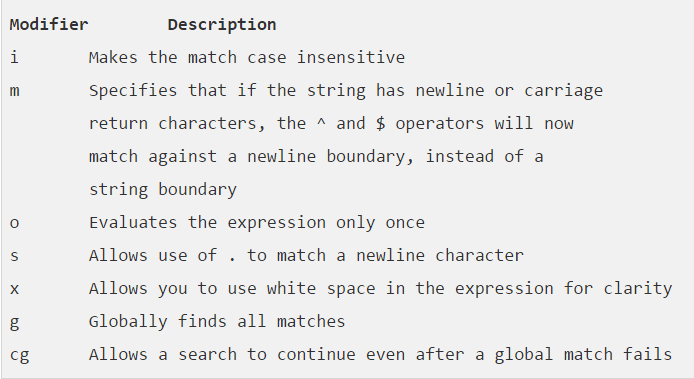 Modifier Description
i Makes the match case insensitive
m Specifies that if the string has newline or carriage
return characters, the ^ and $ operators will now
match against a newline boundary, instead of a
string boundary
o Evaluates the expression only once
s Allows use of . to match a newline character
x Allows you to use white space in the expression for clarity
g Globally finds all matches
cg Allows a search to continue even after a global match fails